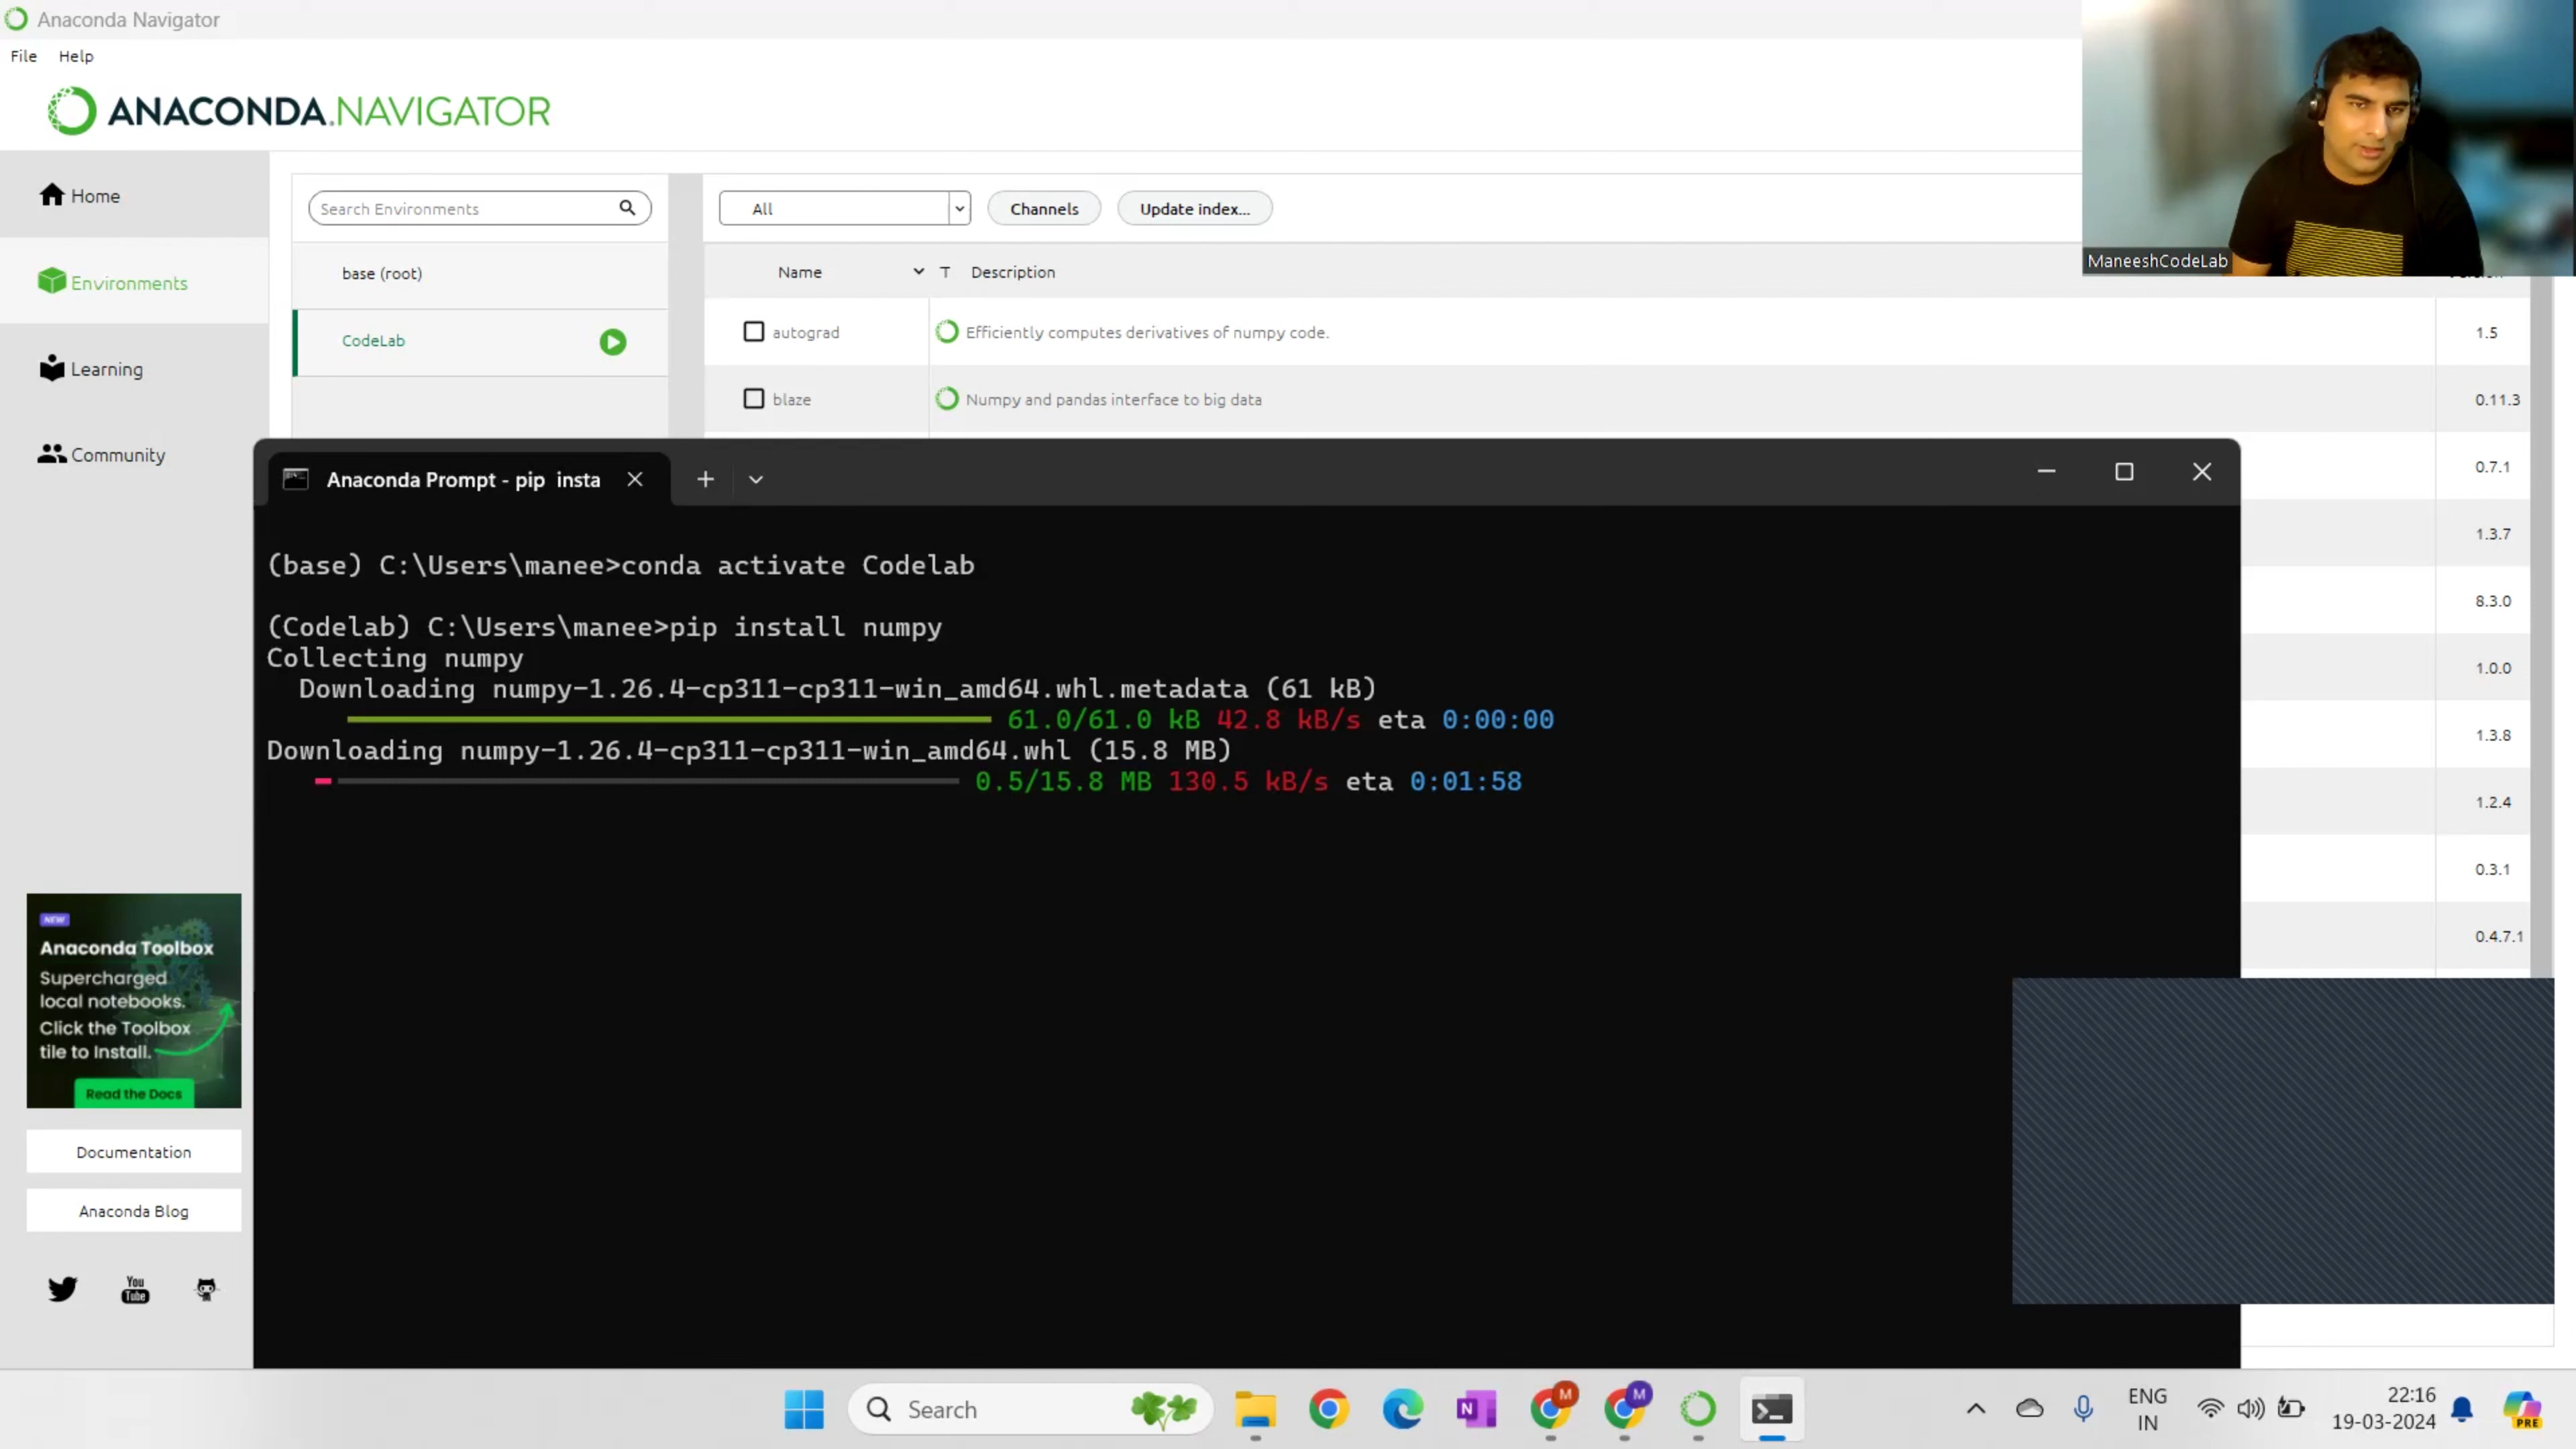 Anaconda Navigator
File Help
ANACONDA.NAVIGATOR
Home
Environments
Learning
Community
Search Environments
base (root)
CodeLab
All
Channels
Update index...
Name
T
Description
autograd
Efficiently computes derivatives of numpy code.
1.5
blaze
Numpy and pandas interface to big data
0.11.3
0.7.1
1.3.7
8.3.0
1.0.0
1.3.8
1.2.4
0.3.1
0.4.7.1
ManeeshCodeLab
Anaconda Prompt - pip insta
(base) C:\Users\manee>conda activate Codelab
(Codelab) C:\Users\manee>pip install numpy
Collecting numpy
Downloading numpy-1.26.4-cp311-cp311-win_amd64.whl.metadata (61 kB)
61.0/61.0 kB 42.8 kB/s eta 0:00:00
Downloading numpy-1.26.4-cp311-cp311-win_amd64.whl (15.8 MB)
0.5/15.8 MB 130.5 kB/s eta 0:01:58
NEW
Anaconda Toolbox
Supercharged
local notebooks.
Click the Toolbox
tile to Install.
Read the Docs
Documentation
Anaconda Blog
You
Tube
Search
N
M
M
ENG
IN
22:16
19-03-2024
PRE